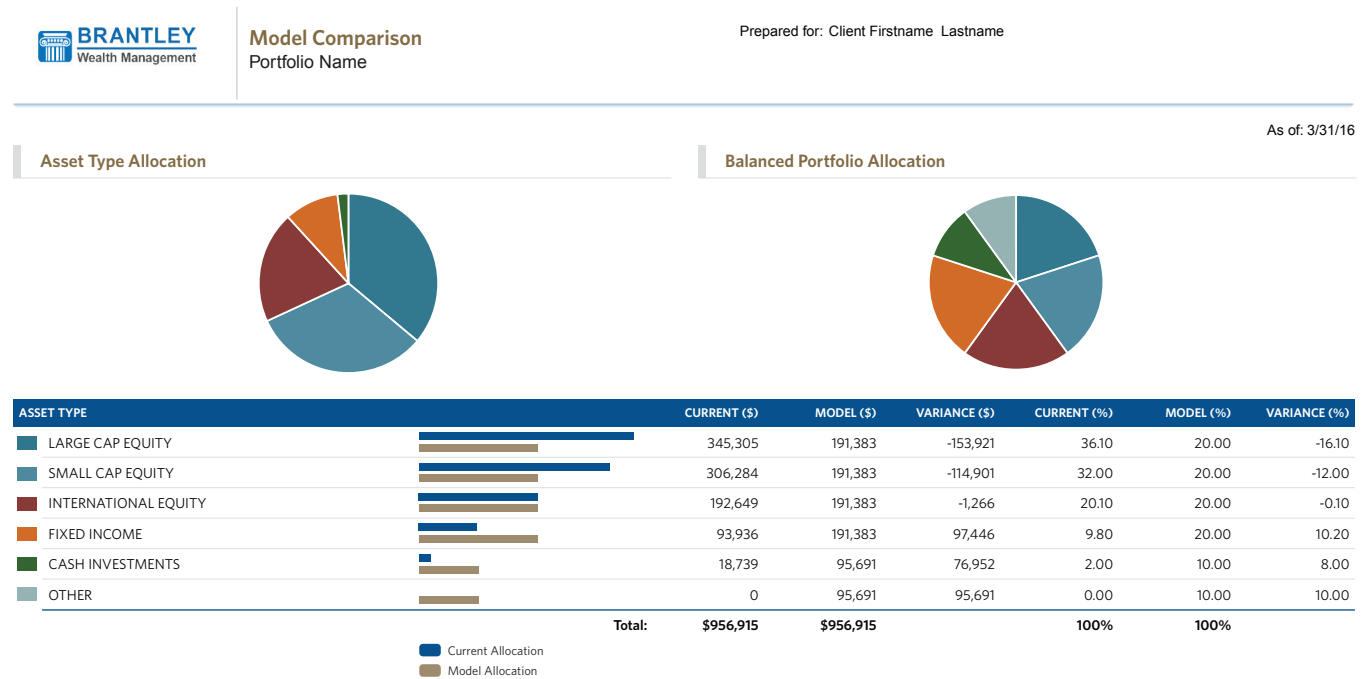 BRANTLEY
Wealth Management
Model Comparison
Portfolio Name
Prepared for: Client Firstname Lastname
As of: 3/31/16
Asset Type Allocation
Balanced Portfolio Allocation
ASSET TYPE CURRENT ($) MODEL ($) VARIANCE ($) CURRENT (%) MODEL (%) VARIANCE (%)
LARGE CAP EQUITY 345,305 191,383 -153,921 36.10 20.00 -16.10
SMALL CAP EQUITY 306,284 191,383 -114,901 32.00 20.00 -12.00
INTERNATIONAL EQUITY 192,649 191,383 -1,266 20.10 20.00 -0.10
FIXED INCOME 93,936 191,383 97,446 9.80 20.00 10.20
CASH INVESTMENTS 18,739 95,691 76,952 2.00 10.00 8.00
OTHER 0 95,691 95,691 0.00 10.00 10.00
Total: $956,915 $956,915 100% 100%
Current Allocation
Model Allocation